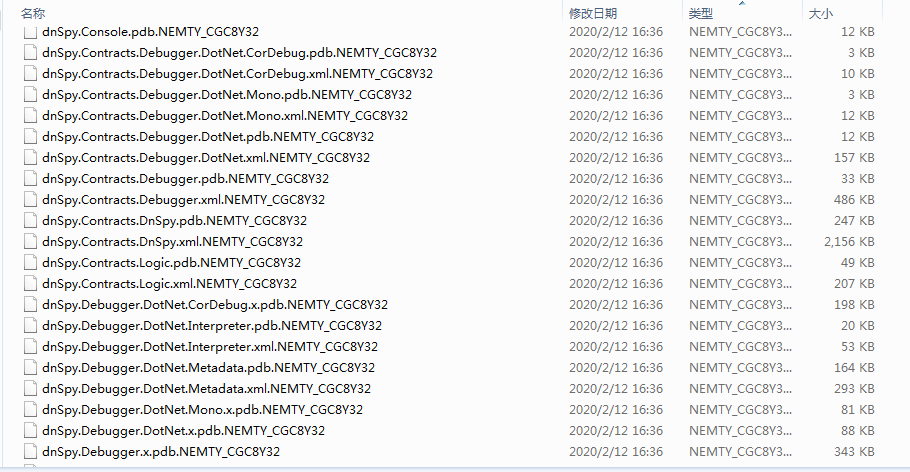 名称 修改日期 类型 大小
dnSpy.Console.pdb.NEMTY_CGC8Y32 2020/2/12 16:36 NEMTY_CGC8Y3... 12 KB
dnSpy.Contracts.Debugger.DotNet.CorDebug.pdb.NEMTY_CGC8Y32 2020/2/12 16:36 NEMTY_CGC8Y3... 3 KB
dnSpy.Contracts.Debugger.DotNet.CorDebug.xml.NEMTY_CGC8Y32 2020/2/12 16:36 NEMTY_CGC8Y3... 10 KB
dnSpy.Contracts.Debugger.DotNet.Mono.pdb.NEMTY_CGC8Y32 2020/2/12 16:36 NEMTY_CGC8Y3... 3 KB
dnSpy.Contracts.Debugger.DotNet.Mono.xml.NEMTY_CGC8Y32 2020/2/12 16:36 NEMTY_CGC8Y3... 12 KB
dnSpy.Contracts.Debugger.DotNet.pdb.NEMTY_CGC8Y32 2020/2/12 16:36 NEMTY_CGC8Y3... 12 KB
dnSpy.Contracts.Debugger.DotNet.xml.NEMTY_CGC8Y32 2020/2/12 16:36 NEMTY_CGC8Y3... 157 KB
dnSpy.Contracts.Debugger.pdb.NEMTY_CGC8Y32 2020/2/12 16:36 NEMTY_CGC8Y3... 33 KB
dnSpy.Contracts.Debugger.xml.NEMTY_CGC8Y32 2020/2/12 16:36 NEMTY_CGC8Y3... 486 KB
dnSpy.Contracts.DnSpy.pdb.NEMTY_CGC8Y32 2020/2/12 16:36 NEMTY_CGC8Y3... 247 KB
dnSpy.Contracts.DnSpy.xml.NEMTY_CGC8Y32 2020/2/12 16:36 NEMTY_CGC8Y3... 2,156 KB
dnSpy.Contracts.Logic.pdb.NEMTY_CGC8Y32 2020/2/12 16:36 NEMTY_CGC8Y3... 49 KB
dnSpy.Contracts.Logic.xml.NEMTY_CGC8Y32 2020/2/12 16:36 NEMTY_CGC8Y3... 207 KB
dnSpy.Debugger.DotNet.CorDebug.x.pdb.NEMTY_CGC8Y32 2020/2/12 16:36 NEMTY_CGC8Y3... 198 KB
dnSpy.Debugger.DotNet.Interpreter.pdb.NEMTY_CGC8Y32 2020/2/12 16:36 NEMTY_CGC8Y3... 20 KB
dnSpy.Debugger.DotNet.Interpreter.xml.NEMTY_CGC8Y32 2020/2/12 16:36 NEMTY_CGC8Y3... 53 KB
dnSpy.Debugger.DotNet.Metadata.pdb.NEMTY_CGC8Y32 2020/2/12 16:36 NEMTY_CGC8Y3... 164 KB
dnSpy.Debugger.DotNet.Metadata.xml.NEMTY_CGC8Y32 2020/2/12 16:36 NEMTY_CGC8Y3... 293 KB
dnSpy.Debugger.DotNet.Mono.x.pdb.NEMTY_CGC8Y32 2020/2/12 16:36 NEMTY_CGC8Y3... 81 KB
dnSpy.Debugger.DotNet.x.pdb.NEMTY_CGC8Y32 2020/2/12 16:36 NEMTY_CGC8Y3... 88 KB
dnSpy.Debugger.x.pdb.NEMTY_CGC8Y32 2020/2/12 16:36 NEMTY_CGC8Y3... 343 KB